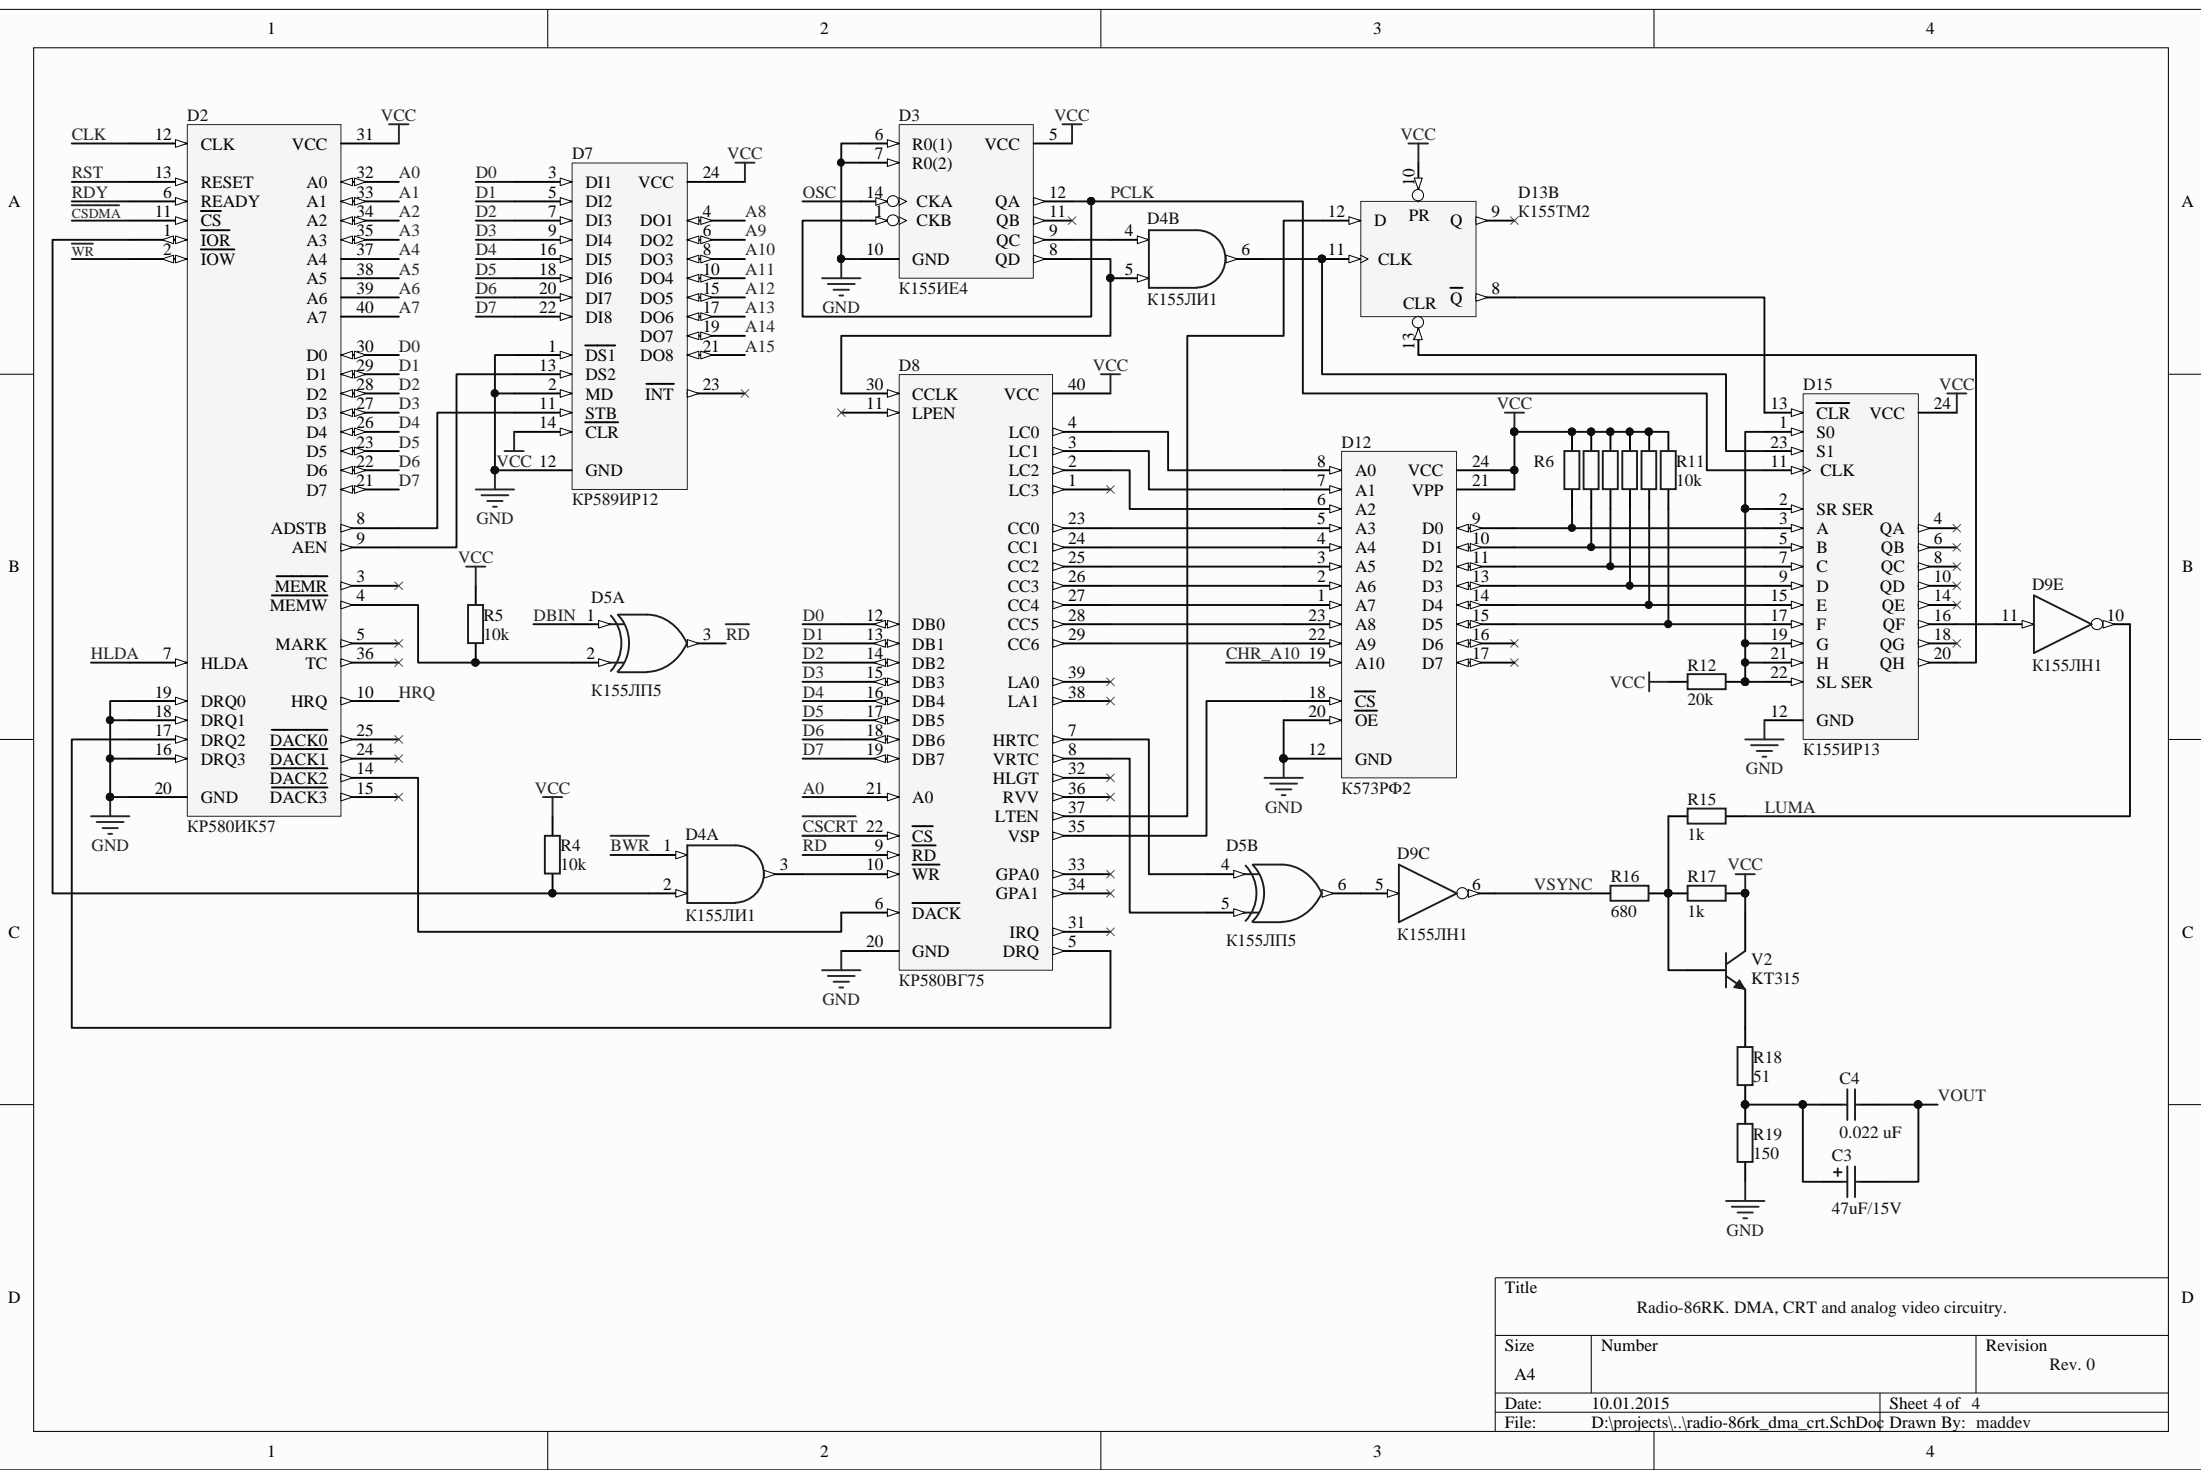 1 2 3 4
A
B
C
D
A
B
C
D
D2
CLK 12 CLK VCC 31 VCC
RST 13 RESET A0 32 A0
RDY 6 READY A1 33 A1
CSDMA 11 CS A2 34 A2
1 IOR A3 35 A3
WR 2 IOW A4 37 A4
A5 38 A5
A6 39 A6
A7 40 A7
D0 30 D0
D1 29 D1
D2 28 D2
D3 27 D3
D4 26 D4
D5 23 D5
D6 22 D6
D7 21 D7
ADSTB 8
AEN 9
MEMR 3
MEMW 4
MARK 5
HLDA 7 HLDA TC 36
19 DRQ0 HRQ 10 HRQ
18 DRQ1
17 DRQ2 DACK0 25
16 DRQ3 DACK1 24
DACK2 14
20 GND DACK3 15
КР580ИК57
GND
D7
D0 3 DI1 VCC 24 VCC
D1 5 DI2
D2 7 DI3 DO1 4 A8
D3 9 DI4 DO2 6 A9
D4 16 DI5 DO3 8 A10
D5 18 DI6 DO4 10 A11
D6 20 DI7 DO5 15 A12
D7 22 DI8 DO6 17 A13
DO7 19 A14
1 DS1 DO8 21 A15
13 DS2
2 MD INT 23
11 STB
14 CLR
VCC 12 GND
КР589ИР12
GND
VCC
R5
10k
D5A
DBIN 1
2
3 RD
К155ЛП5
VCC
R4
10k
D4A
BWR 1
2
3
К155ЛИ1
D3
6 R0(1) VCC 5 VCC
7 R0(2)
OSC 14 CKA QA 12 PCLK
1 CKB QB 11
QC 9
10 GND QD 8
К155ИЕ4
GND
D4B
4
5
6
К155ЛИ1
VCC
10
D13B
К155ТМ2
12 D PR Q 9
11 CLK
CLR Q 8
13
D8
30 CCLK VCC 40 VCC
11 LPEN
LC0 4
LC1 3
LC2 2
LC3 1
CC0 23
CC1 24
CC2 25
CC3 26
CC4 27
D0 12 DB0 CC5 28
D1 13 DB1 CC6 29
D2 14 DB2
D3 15 DB3 LA0 39
D4 16 DB4 LA1 38
D5 17 DB5
D6 18 DB6 HRTC 7
D7 19 DB7 VRTC 8
HLGT 32
A0 21 A0 RVV 36
LTEN 37
CSCRT 22 CS VSP 35
RD 9 RD
10 WR GPA0 33
GPA1 34
6 DACK
IRQ 31
20 GND DRQ 5
КР580ВГ75
GND
D12
VCC
8 A0 VCC 24
7 A1 VPP 21
6 A2
5 A3 D0 9
4 A4 D1 10
3 A5 D2 11
2 A6 D3 13
1 A7 D4 14
23 A8 D5 15
22 A9 D6 16
CHR_A10 19 A10 D7 17
18 CS
20 OE
12 GND
К573РФ2
GND
R6
R11
10k
D15
13 CLR VCC 24 VCC
1 S0
23 S1
11 CLK
2 SR SER
3 A QA 4
5 B QB 6
7 C QC 8
9 D QD 10
15 E QE 14
17 F QF 16
19 G QG 18
21 H QH 20
22 SL SER
12 GND
К155ИР13
GND
VCC R12
20k
D9E
11 10
К155ЛН1
D5B
4
5
6
К155ЛП5
D9C
5 6
К155ЛН1
VSYNC
R16
680
R15
1k
LUMA
R17
1k
VCC
V2
KT315
R18
51
R19
150
GND
C4
0.022 uF
C3
+
47uF/15V
VOUT
Title
Radio-86RK. DMA, CRT and analog video circuitry.
Size Number Revision
A4 Rev. 0
Date: 10.01.2015 Sheet 4 of 4
File: D:\projects\..\radio-86rk_dma_crt.SchDoc Drawn By: maddev
1 2 3 4